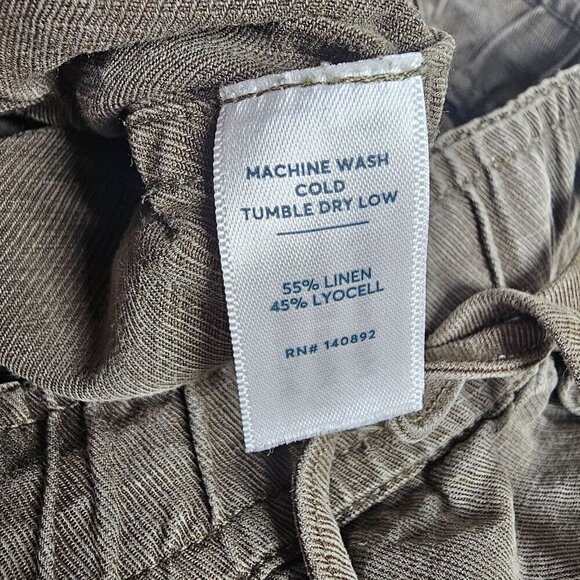 MACHINE WASH
COLD
TUMBLE DRY LOW
55% LINEN
45% LYOCELL
RN# 140892